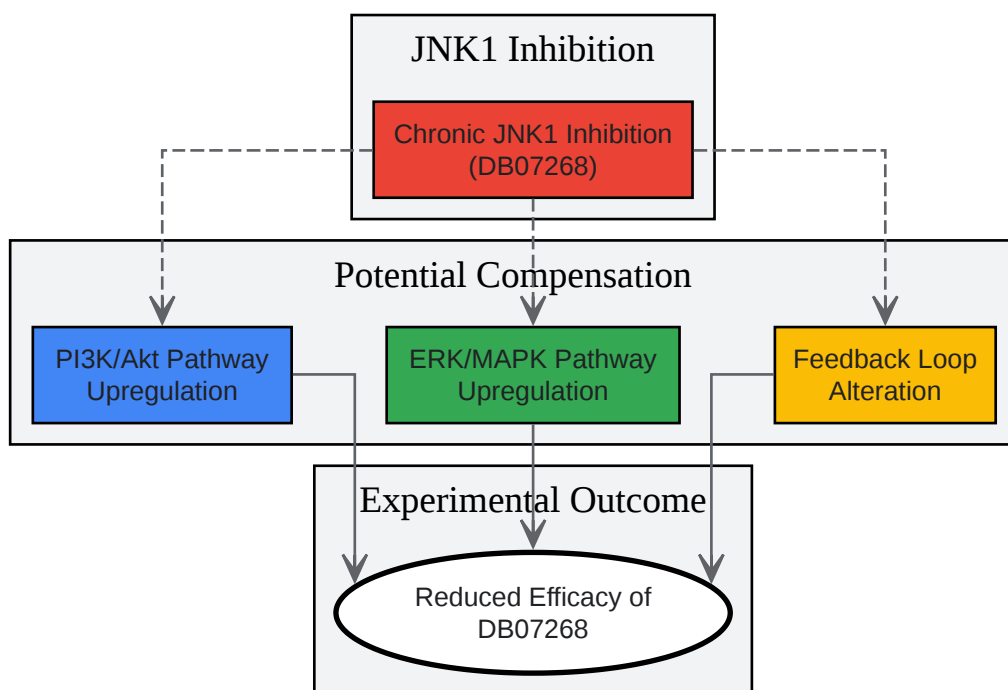 JNK1 Inhibition
Chronic JNK1 Inhibition
(DB07268)
Potential Compensation
PI3K/Akt Pathway
Upregulation
ERK/MAPK Pathway
Upregulation
Feedback Loop
Alteration
Experimental Outcome
Reduced Efficacy of
DB07268